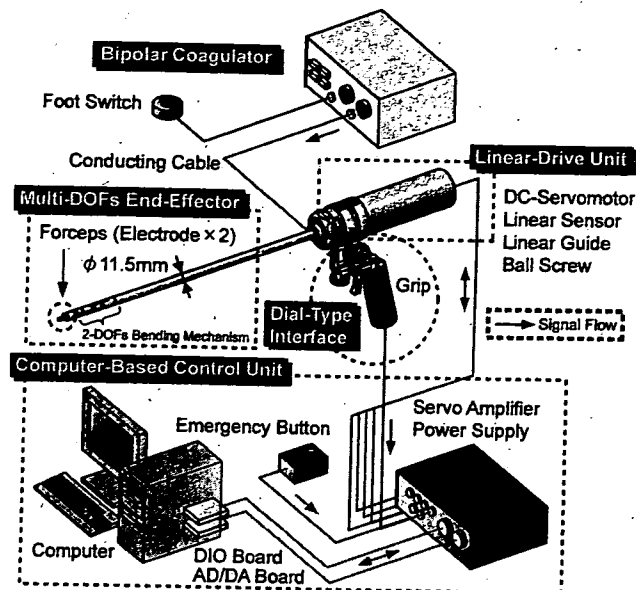 Bipolar Coagulator
Foot Switch
Conducting Cable
Linear-Drive Unit
DC-Servomotor
Linear Sensor
Linear Guide
Ball Screw
Multi-DOFs End-Effector
Forceps (Electrode×2)
φ11.5mm
2-DOFs Bending Mechanism
Grip
Dial-Type
Interface
Signal Flow
Computer-Based Control Unit
Emergency Button
Servo Amplifier
Power Supply
Computer
DIO Board
AD/DA Board